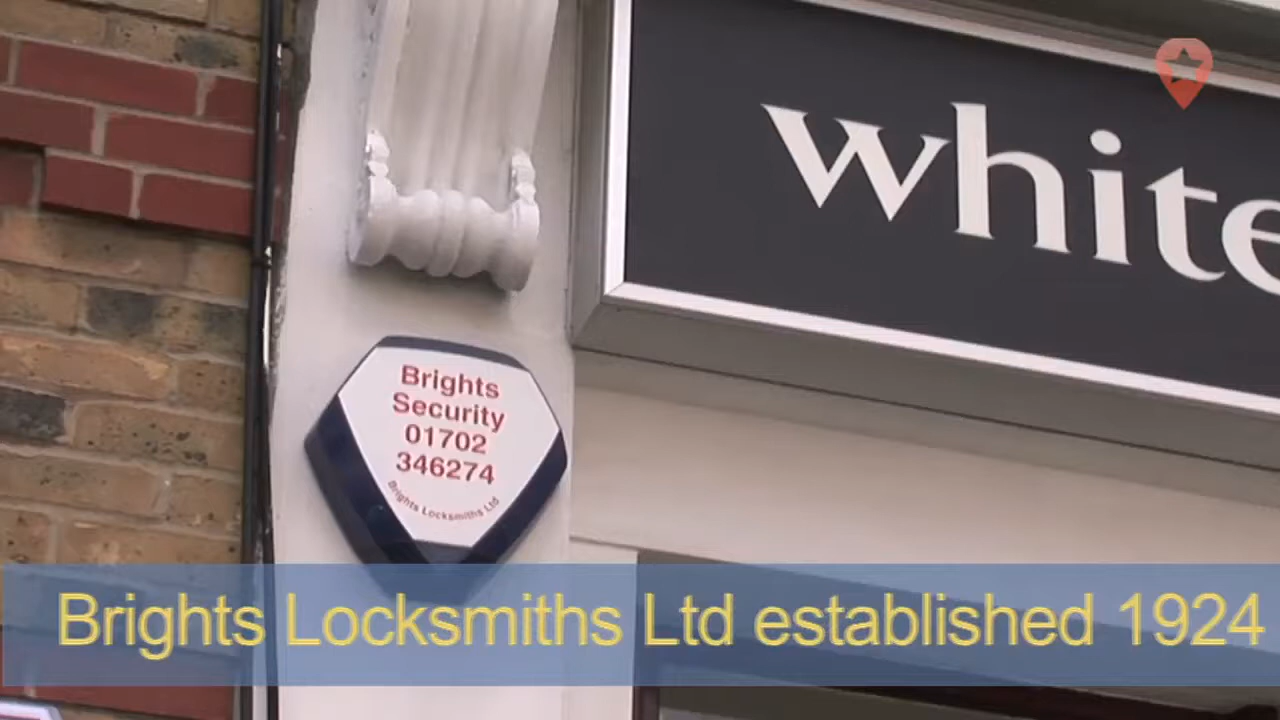 white
Brights
Security
01702
346274
Brights Locksmiths Ltd
Brights Locksmiths Ltd established 1924